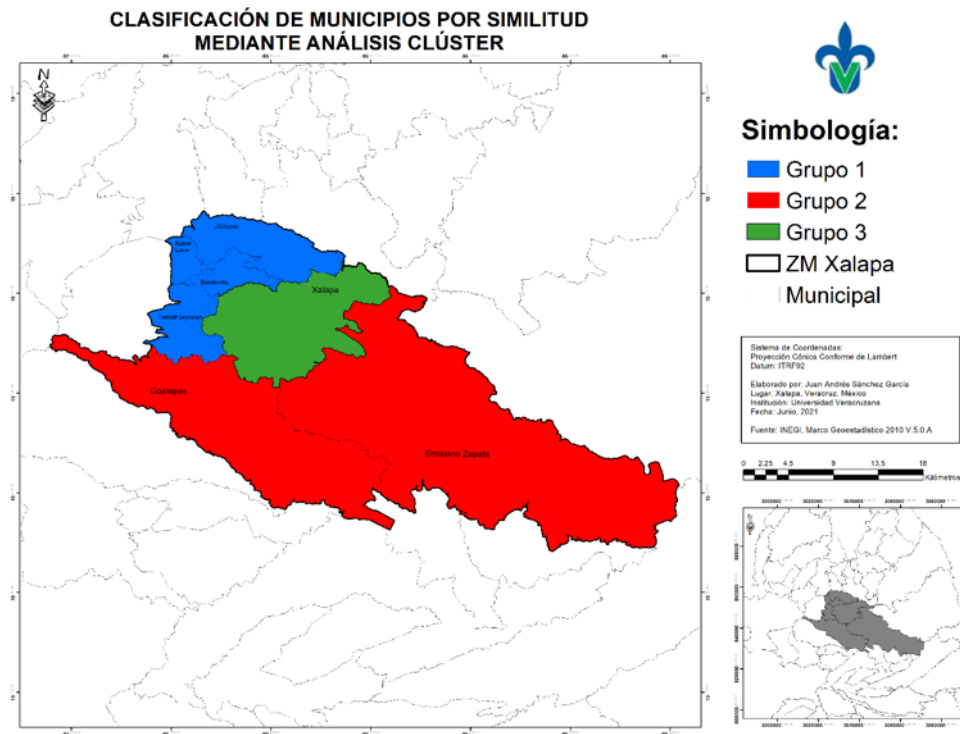 CLASIFICACIÓN DE MUNICIPIOS POR SIMILITUD
MEDIANTE ANÁLISIS CLÚSTER
N
Xalapa
Banderilla
Coatepec
Emiliano Zapata
Simbología:
Grupo 1
Grupo 2
Grupo 3
ZM Xalapa
Municipal
Sistema de Coordenadas:
Proyección Cónica Conforme de Lambert
Datum: ITRF92
Elaborado por: Juan Andrés Sánchez García
Lugar: Xalapa, Veracruz, México
Institución: Universidad Veracruzana
Fecha: Junio, 2021
Fuente: INEGI, Marco Geoestadístico 2010 V.5.0.A
0 2.25 4.5 9 13.5 18
Kilómetros